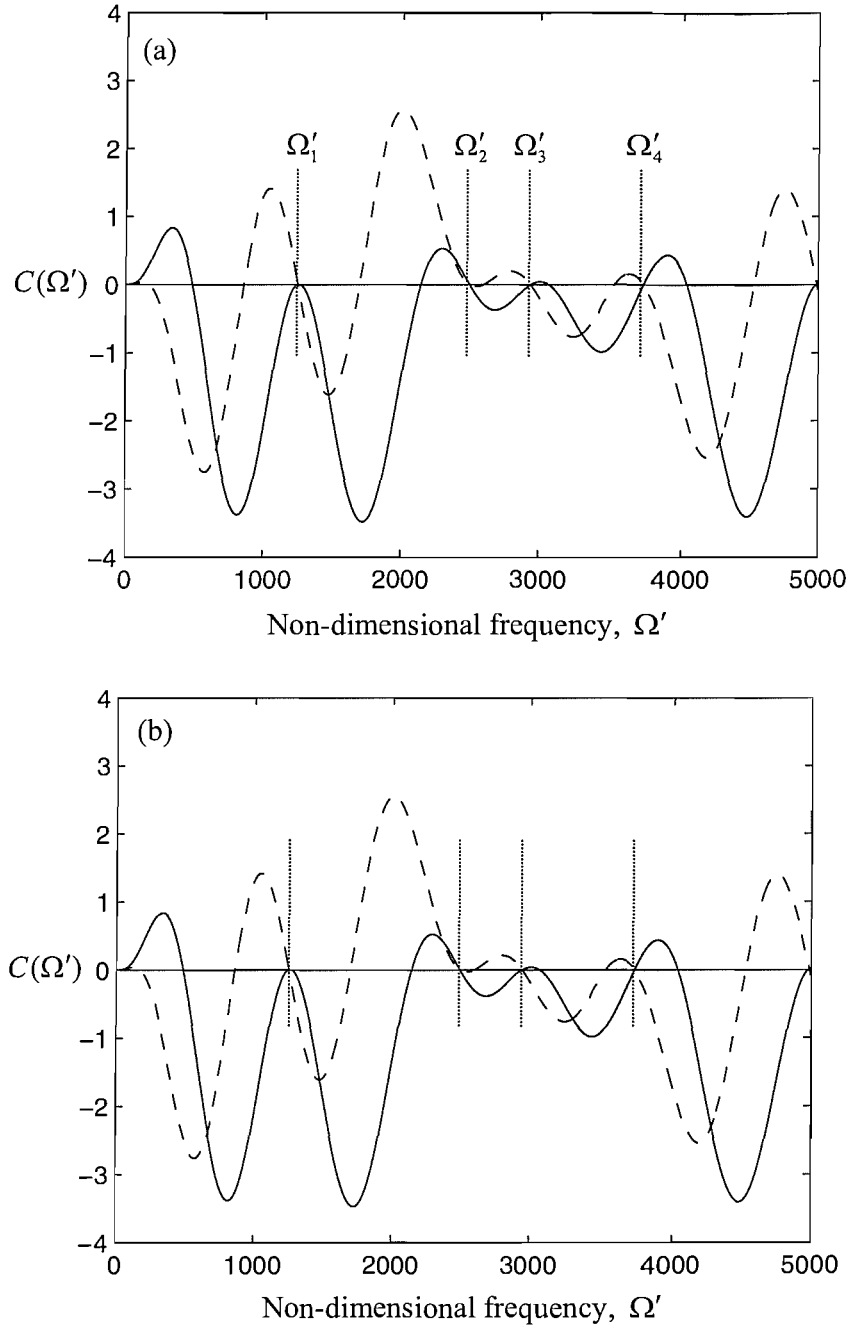 (a)
4
3
2
1
0
−1
−2
−3
−4
C(Ω′)
Ω′₁
Ω′₂
Ω′₃
Ω′₄
0 1000 2000 3000 4000 5000
Non-dimensional frequency, Ω′
(b)
4
3
2
1
0
−1
−2
−3
−4
C(Ω′)
0 1000 2000 3000 4000 5000
Non-dimensional frequency, Ω′